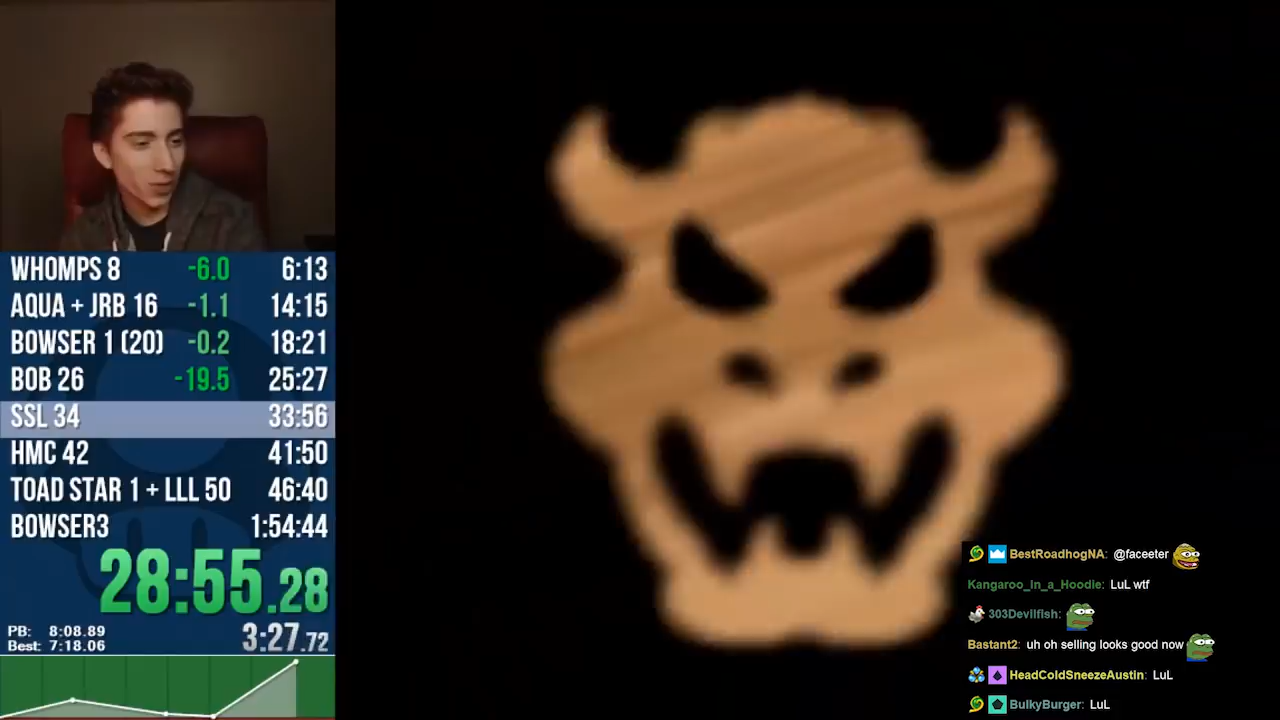 WHOMPS 8 -6.0 6:13
AQUA + JRB 16 -1.1 14:15
BOWSER 1 (20) -0.2 18:21
BOB 26 -19.5 25:27
SSL 34 33:56
HMC 42 41:50
TOAD STAR 1 + LLL 50 46:40
BOWSER3 1:54:44
28:55.28
PB: 8:08.89 3:27.72
Best: 7:18.06
BestRoadhogNA: @faceeter
Kangaroo_In_a_Hoodie: LuL wtf
303Devilfish:
Bastant2: uh oh selling looks good now
HeadColdSneezeAustin: LuL
BulkyBurger: LuL